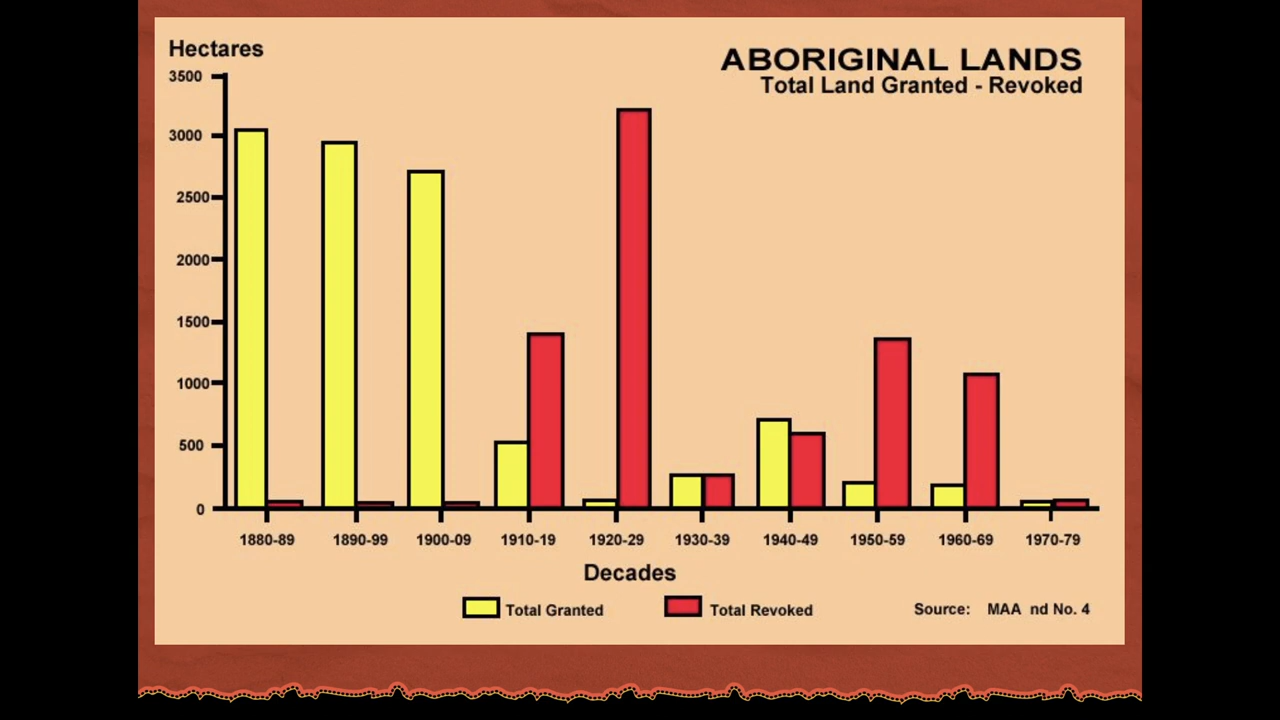 Hectares
ABORIGINAL LANDS
Total Land Granted - Revoked
3500
3000
2500
2000
1500
1000
500
0
1880-89 1890-99 1900-09 1910-19 1920-29 1930-39 1940-49 1950-59 1960-69 1970-79
Decades
Total Granted Total Revoked Source: MAA nd No. 4